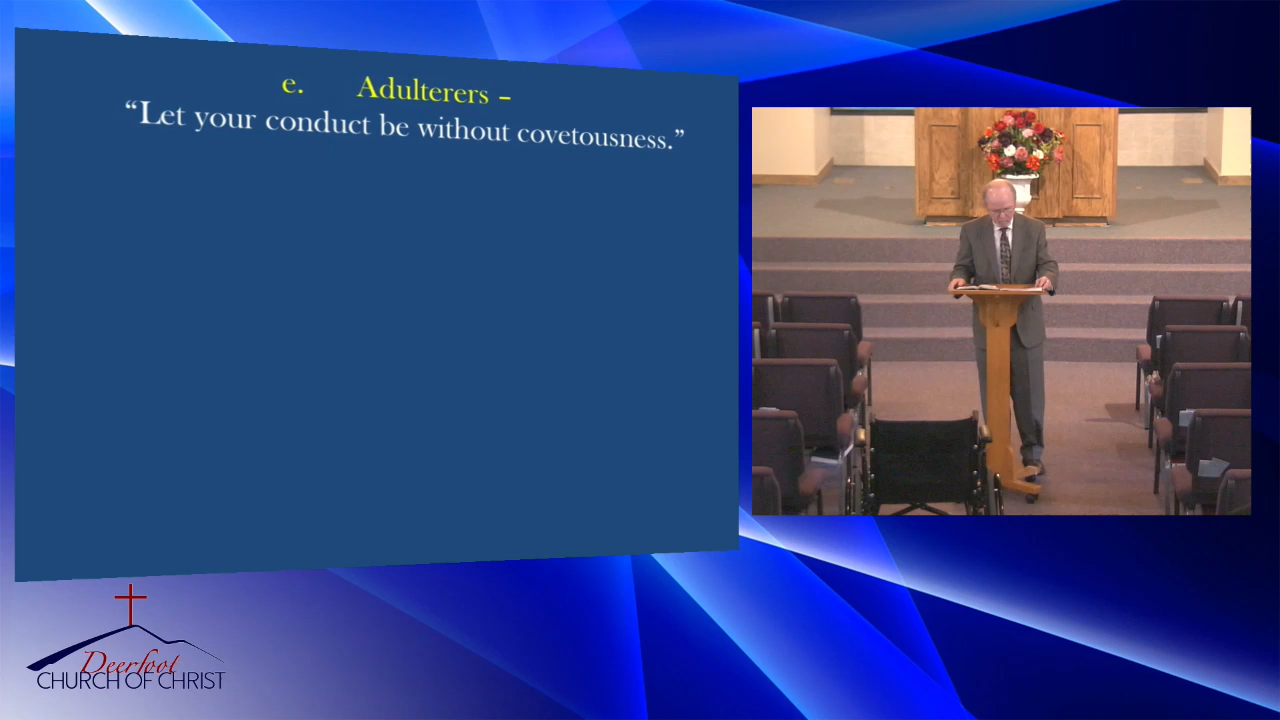 e. Adulterers –
“Let your conduct be without covetousness.”
Deerfoot
CHURCH OF CHRIST